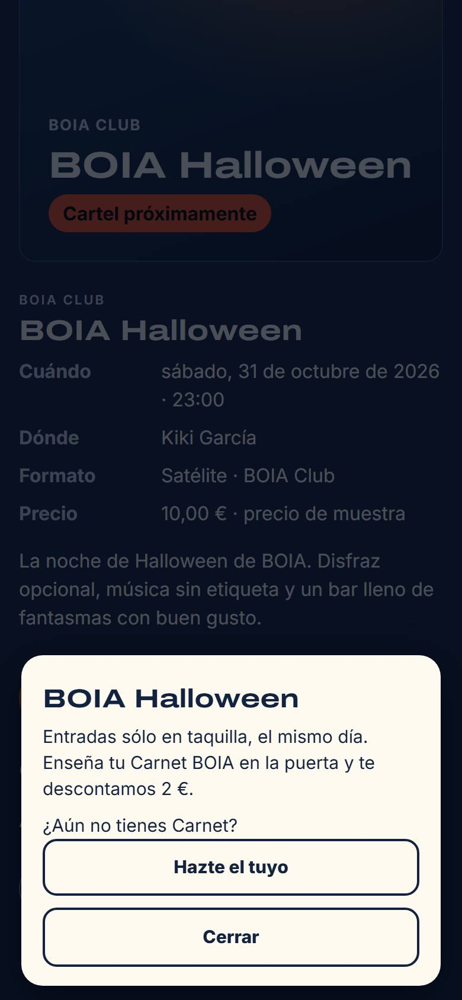 BOIA CLUB
BOIA Halloween
Cartel próximamente
BOIA CLUB
BOIA Halloween
Cuándo sábado, 31 de octubre de 2026
· 23:00
Dónde Kiki García
Formato Satélite · BOIA Club
Precio 10,00 € · precio de muestra
La noche de Halloween de BOIA. Disfraz
opcional, música sin etiqueta y un bar lleno de
fantasmas con buen gusto.
BOIA Halloween
Entradas sólo en taquilla, el mismo día.
Enseña tu Carnet BOIA en la puerta y te
descontamos 2 €.
¿Aún no tienes Carnet?
Hazte el tuyo
Cerrar